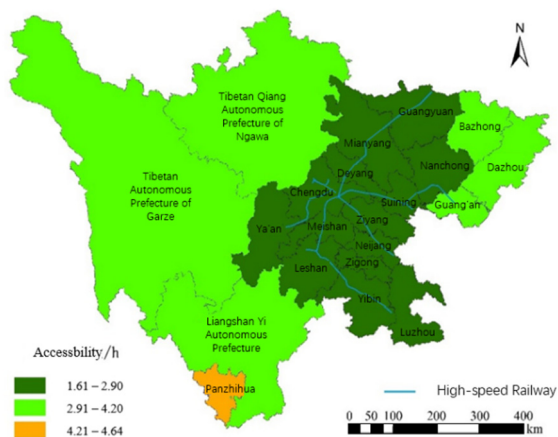 N
Tibetan Qiang
Autonomous
Prefecture of
Ngawa
Guangyuan
Bazhong
Mianyang
Nanchong
Dazhou
Deyang
Tibetan
Autonomous
Prefecture of
Garze
Chengdu
Suining
Guang'an
Ya'an
Meishan
Ziyang
Neijang
Leshan
Zigong
Yibin
Liangshan Yi
Autonomous
Prefecture
Luzhou
Panzhihua
Accessbility/h
1.61 – 2.90
2.91 – 4.20
4.21 – 4.64
High-speed Railway
0 50 100 200 300 400
km